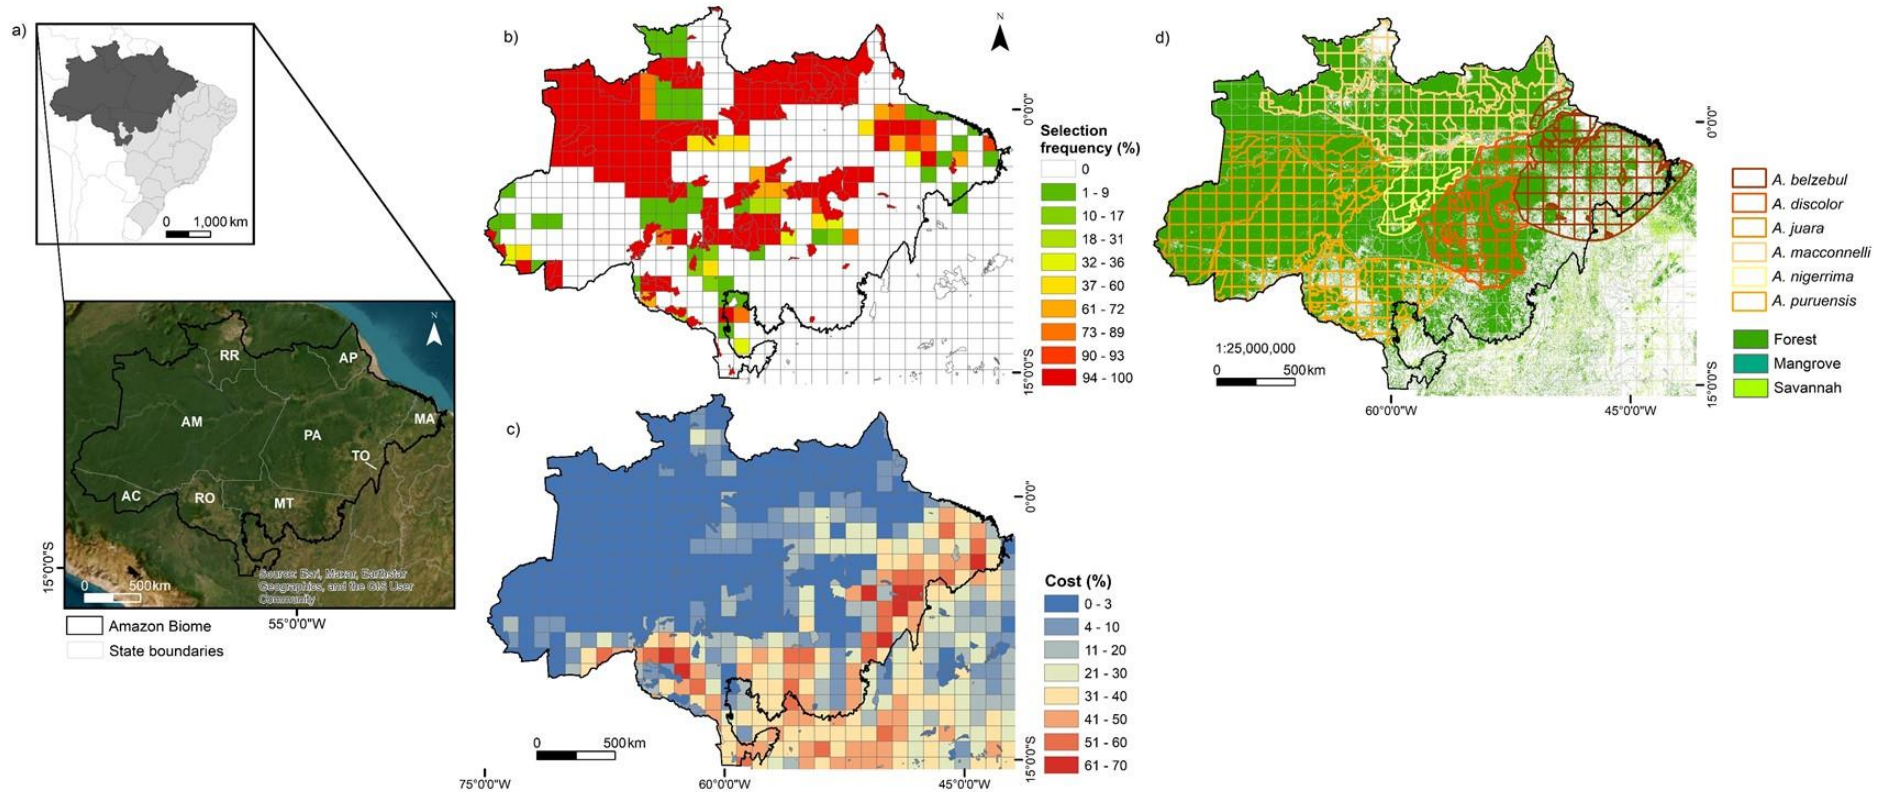 a)
0 1,000 km
N
RR
AP
AM
PA
MA
TO
AC
RO
MT
15°0'0"S
0 500km
Source: Esri, Maxar, Earthstar
Geographics, and the GIS User
Community
55°0'0"W
Amazon Biome
State boundaries
b)
N
0°0'0"
15°0'0"S
Selection
frequency (%)
0
1 - 9
10 - 17
18 - 31
32 - 36
37 - 60
61 - 72
73 - 89
90 - 93
94 - 100
c)
0°0'0"
15°0'0"S
0 500km
75°0'0"W
60°0'0"W
45°0'0"W
Cost (%)
0 - 3
4 - 10
11 - 20
21 - 30
31 - 40
41 - 50
51 - 60
61 - 70
d)
0°0'0"
15°0'0"S
1:25,000,000
0 500km
60°0'0"W
45°0'0"W
A. belzebul
A. discolor
A. juara
A. macconnelli
A. nigerrima
A. puruensis
Forest
Mangrove
Savannah